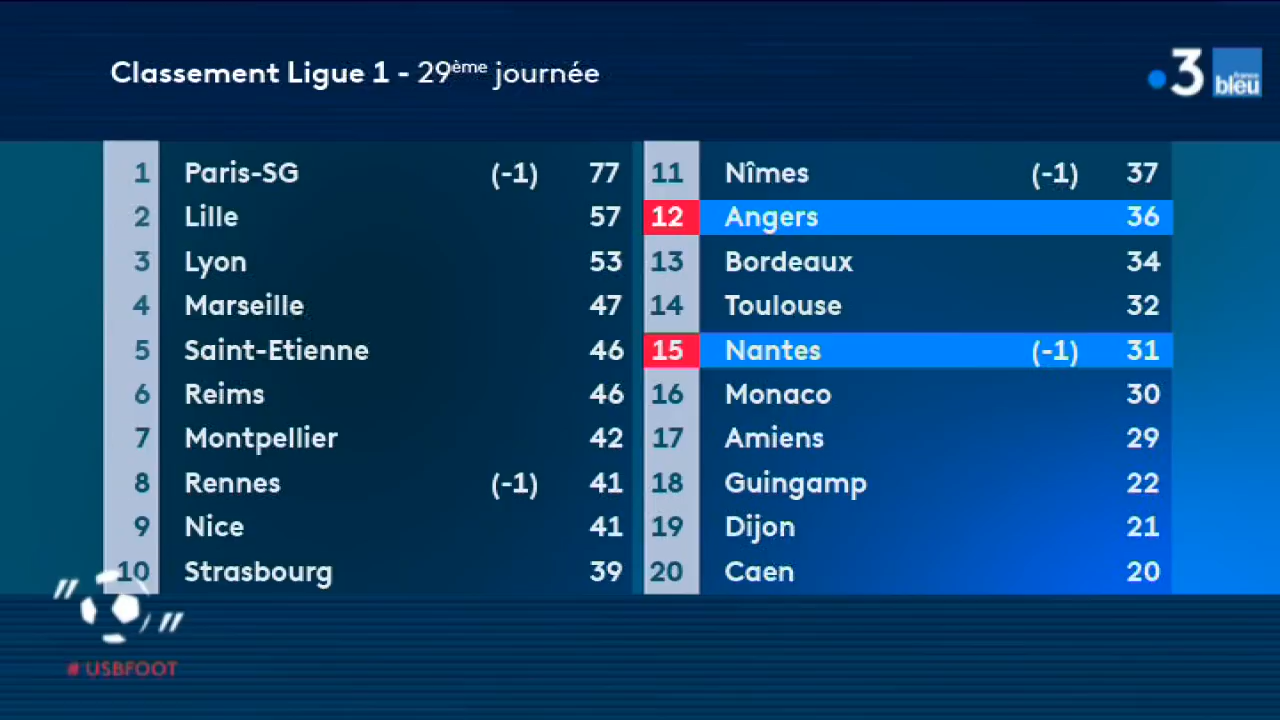 Classement Ligue 1 - 29ème journée
3
france
bleu
1 Paris-SG (-1) 77
2 Lille 57
3 Lyon 53
4 Marseille 47
5 Saint-Etienne 46
6 Reims 46
7 Montpellier 42
8 Rennes (-1) 41
9 Nice 41
10 Strasbourg 39
11 Nîmes (-1) 37
12 Angers 36
13 Bordeaux 34
14 Toulouse 32
15 Nantes (-1) 31
16 Monaco 30
17 Amiens 29
18 Guingamp 22
19 Dijon 21
20 Caen 20
# USBFOOT